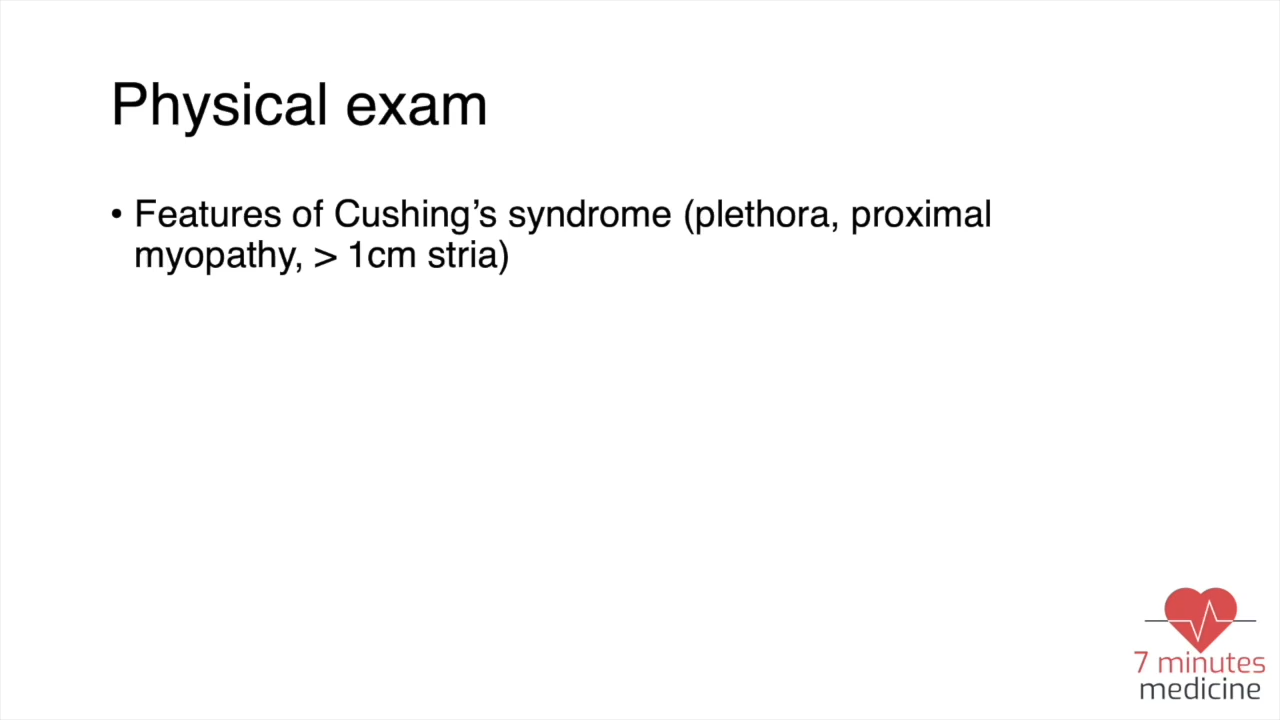 Physical exam
• Features of Cushing’s syndrome (plethora, proximal
myopathy, > 1cm stria)
7 minutes
medicine